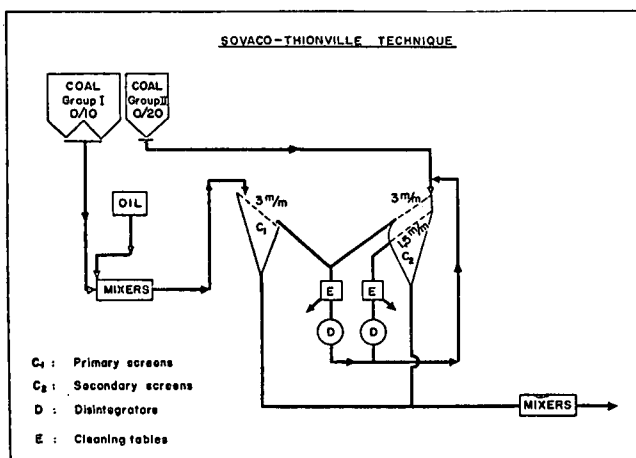 SOVACO-THIONVILLE TECHNIQUE
COAL
Group I
0/10
COAL
Group II
0/20
OIL
MIXERS
3 m/m
C1
3 m/m
1,5 m/m
C2
E
E
D
D
C1 : Primary screens
C2 : Secondary screens
D : Disintegrators
E : Cleaning tables
MIXERS